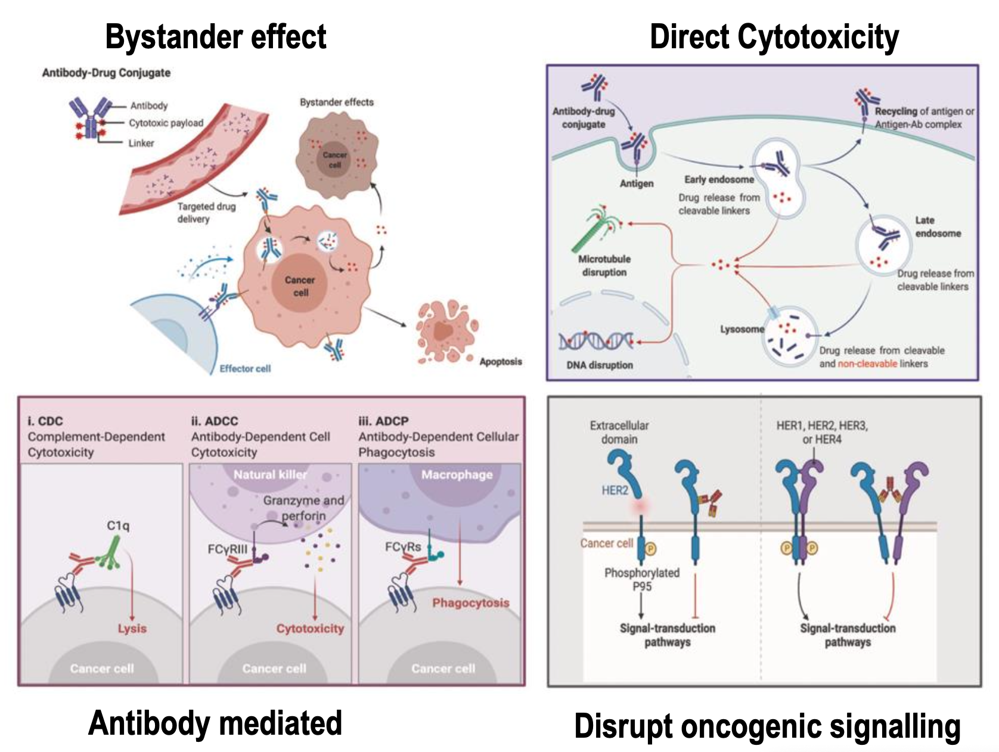 Bystander effect
Antibody-Drug Conjugate
Antibody
Cytotoxic payload
Linker
Bystander effects
Cancer
cell
Targeted drug
delivery
Cancer
cell
Effector cell
Apoptosis
Direct Cytotoxicity
Antibody-drug
conjugate
Recycling of antigen or
Antigen-Ab complex
Antigen
Early endosome
Drug release from
cleavable linkers
Late
endosome
Microtubule
disruption
Drug release from
cleavable linkers
Lysosome
Drug release from cleavable
and non-cleavable linkers
DNA disruption
i. CDC
Complement-Dependent
Cytotoxicity
C1q
Lysis
Cancer cell
ii. ADCC
Antibody-Dependent Cell
Cytotoxicity
Natural killer
Granzyme and
perforin
FCγRIII
Cytotoxicity
Cancer cell
iii. ADCP
Antibody-Dependent Cellular
Phagocytosis
Macrophage
FCγRs
Phagocytosis
Cancer cell
Antibody mediated
Extracellular
domain
HER2
Cancer cell
P
Phosphorylated
P95
Signal-transduction
pathways
HER1, HER2, HER3,
or HER4
P
P
Signal-transduction
pathways
Disrupt oncogenic signalling